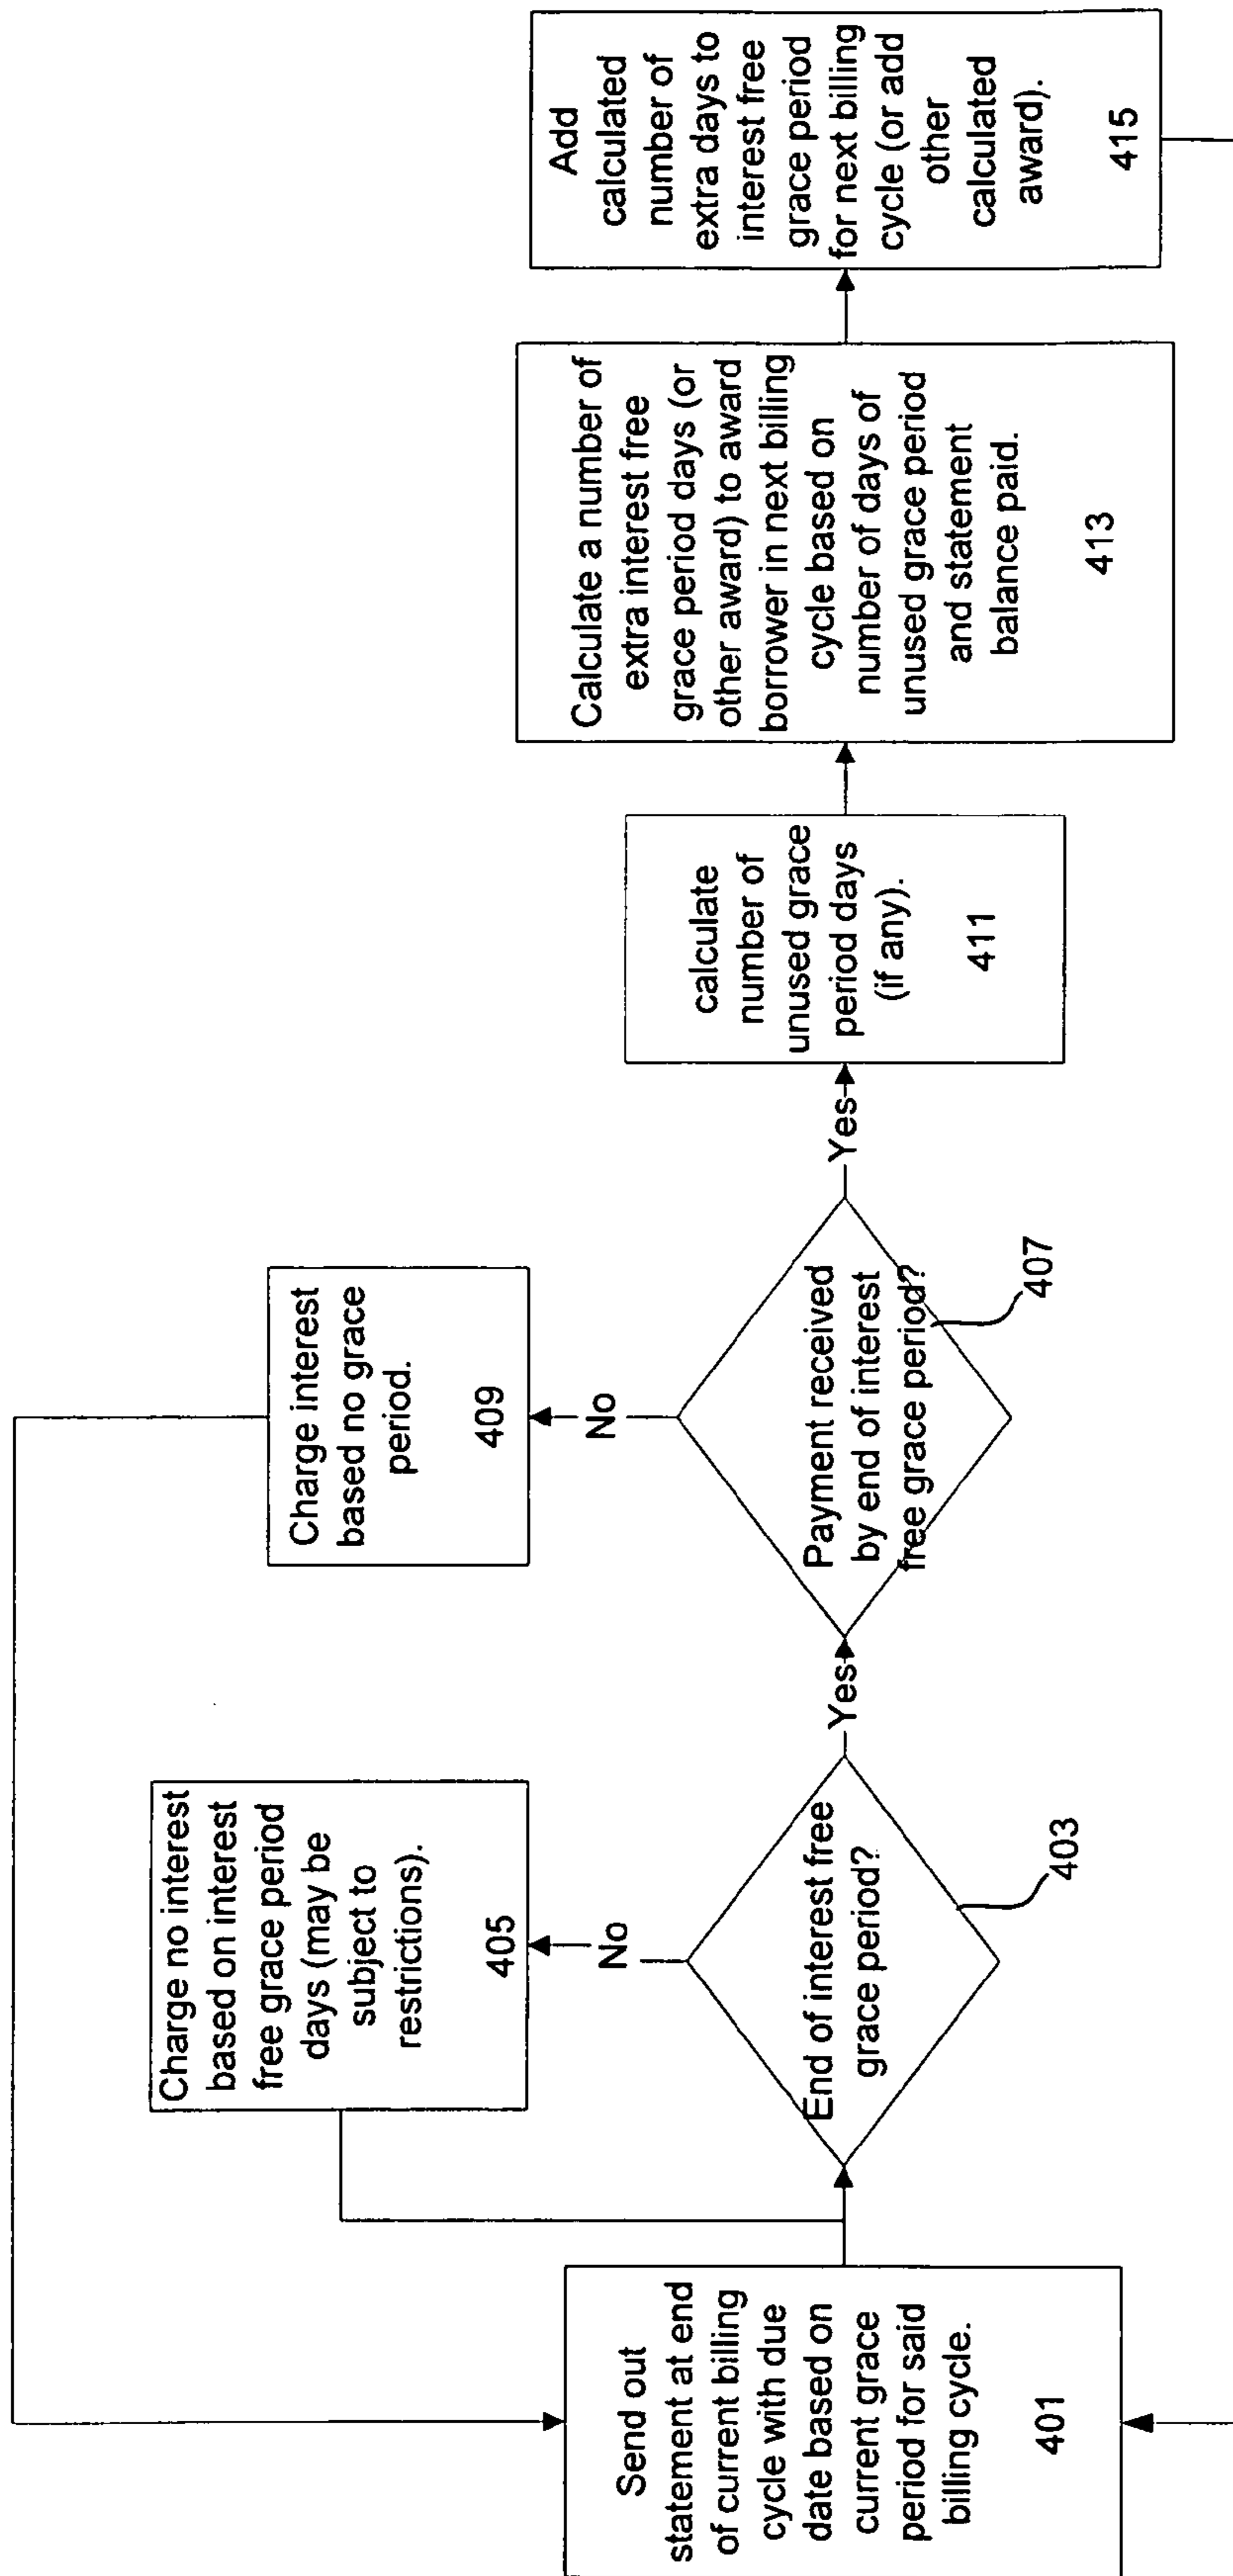 Send out
statement at end
of current billing
cycle with due
date based on
current grace
period for said
billing cycle.
401
End of interest free
grace period?
403
No
Charge no interest
based on interest
free grace period
days (may be
subject to
restrictions).
405
Yes
Payment received
by end of interest
free grace period?
407
No
Charge interest
based no grace
period.
409
Yes
calculate
number of
unused grace
period days
(if any).
411
Calculate a number of
extra interest free
grace period days (or
other award) to award
borrower in next billing
cycle based on
number of days of
unused grace period
and statement
balance paid.
413
Add
calculated
number of
extra days to
interest free
grace period
for next billing
cycle (or add
other
calculated
award).
415